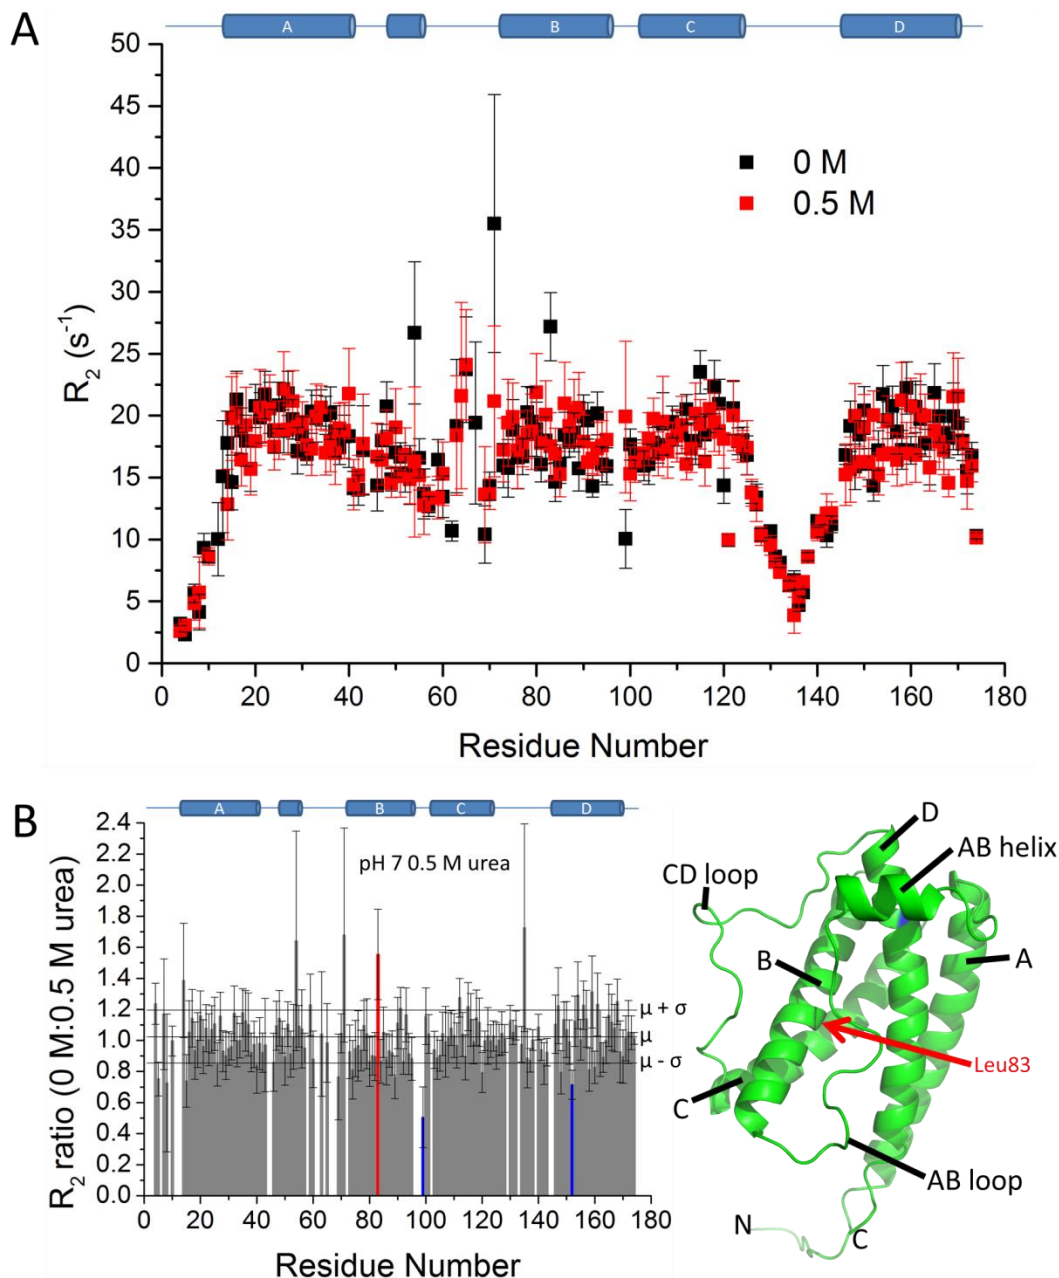 A
A
B
C
D
50
45
40
35
30
25
20
15
10
5
0
R₂ (s⁻¹)
0 M
0.5 M
0 20 40 60 80 100 120 140 160 180
Residue Number
B
A
B
C
D
2.4
2.2
2.0
1.8
1.6
1.4
1.2
1.0
0.8
0.6
0.4
0.2
0.0
R₂ ratio (0 M:0.5 M urea)
pH 7 0.5 M urea
μ + σ
μ
μ - σ
0 20 40 60 80 100 120 140 160 180
Residue Number
D
AB helix
CD loop
A
B
Leu83
C
AB loop
N
C